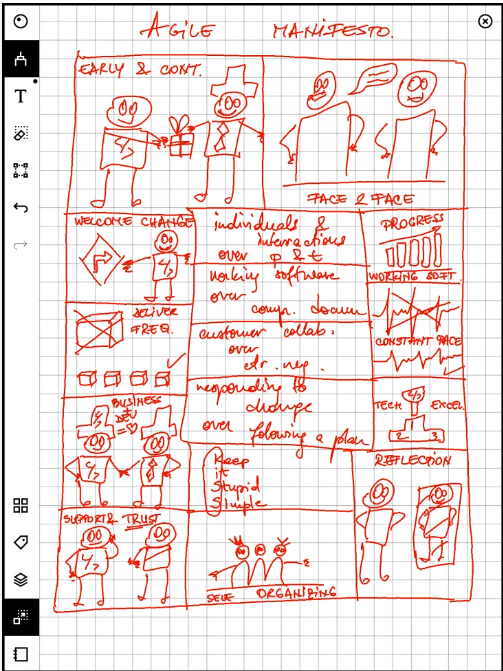 AGILE MANIFESTO.
EARLY & CONT.
FACE 2 FACE
WELCOME CHANGE
individuals &
interactions
over p & t
working software
over
compr. docum
customer collab.
over
ctr. neg.
responding to
change
over folowing a plan
PROGRESS
WORKING SOFT
CONSTANT PACE
DELIVER
FREQ.
TECH EXCEL.
1
2 3
BUSINESS
DEV
=♡
Keep
it
Stupid
Simple
REFLECTION
SUPPORT & TRUST
SELF ORGANIZING
T